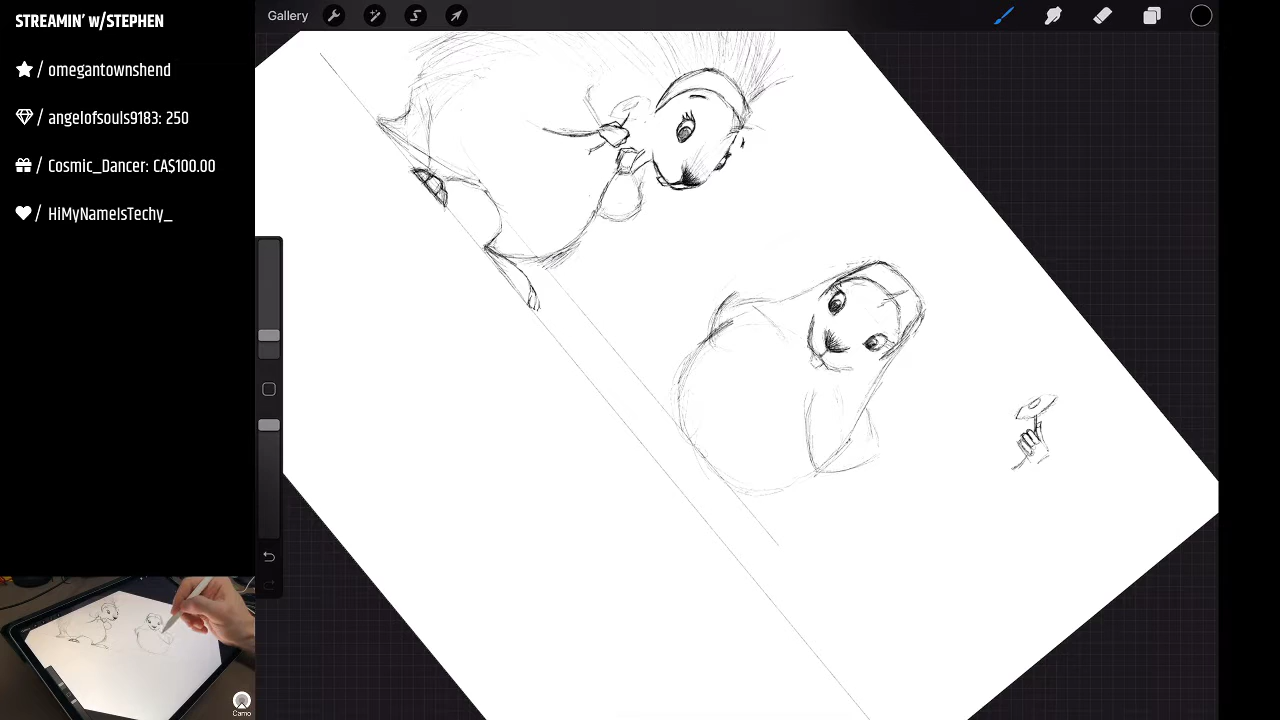 STREAMIN' w/STEPHEN
/ omegantownshend
/ angelofsouls9183: 250
/ Cosmic_Dancer: CA$100.00
/ HiMyNameIsTechy_
Gallery
Camo